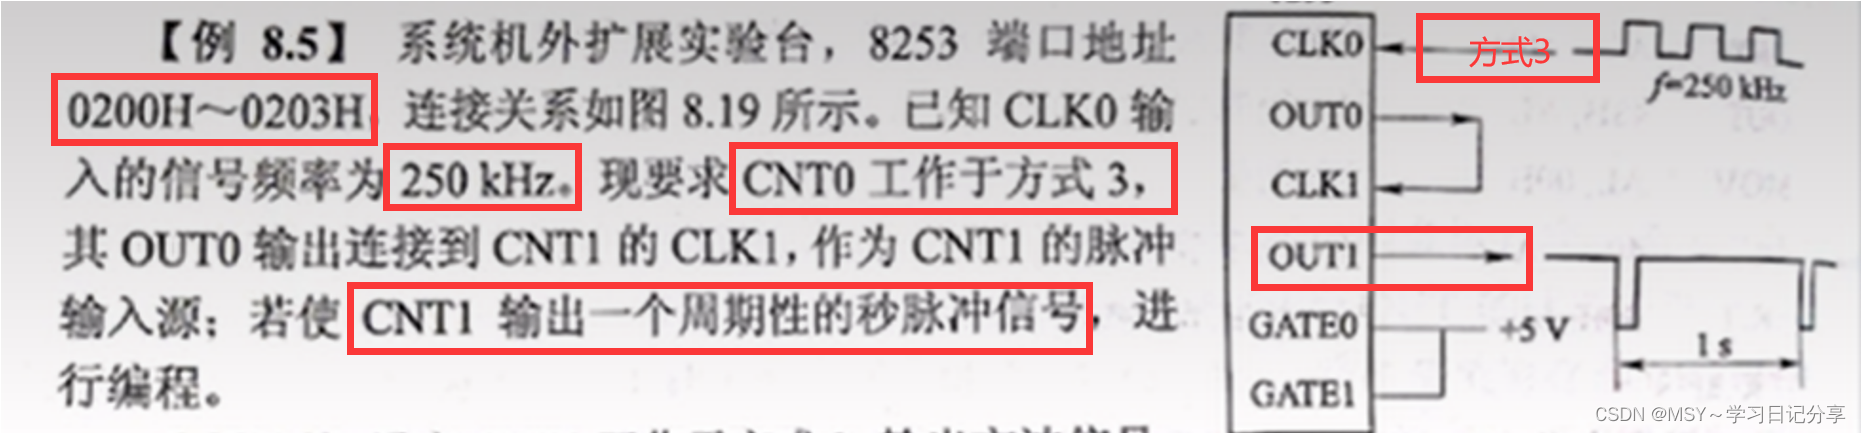 【例 8.5】 系统机外扩展实验台，8253 端口地址
0200H～0203H，连接关系如图 8.19 所示。已知 CLK0 输
入的信号频率为 250 kHz。现要求 CNT0 工作于方式 3，
其 OUT0 输出连接到 CNT1 的 CLK1，作为 CNT1 的脉冲
输入源；若使 CNT1 输出一个周期性的秒脉冲信号，进
行编程。
CLK0
方式3
f=250 kHz
OUT0
CLK1
OUT1
GATE0
+5 V
1 s
GATE1
CSDN @MSY～学习日记分享